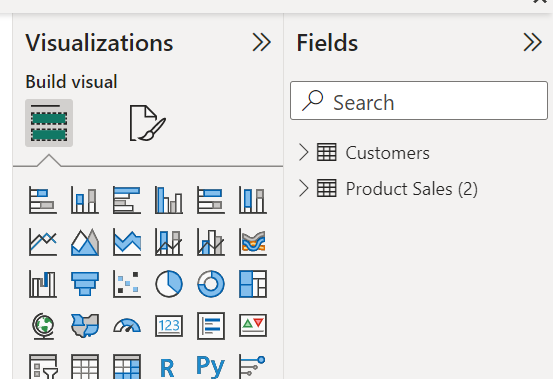 Visualizations
Build visual
123
R
Py
Fields
Search
Customers
Product Sales (2)